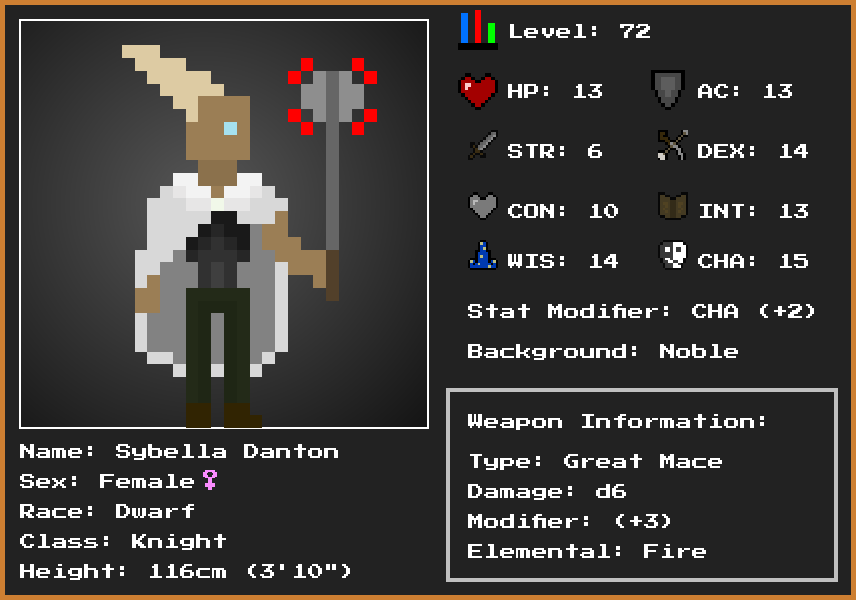 Level: 72
HP: 13
AC: 13
STR: 6
DEX: 14
CON: 10
INT: 13
WIS: 14
CHA: 15
Stat Modifier: CHA (+2)
Background: Noble
Weapon Information:
Type: Great Mace
Damage: d6
Modifier: (+3)
Elemental: Fire
Name: Sybella Danton
Sex: Female♀
Race: Dwarf
Class: Knight
Height: 116cm (3'10")